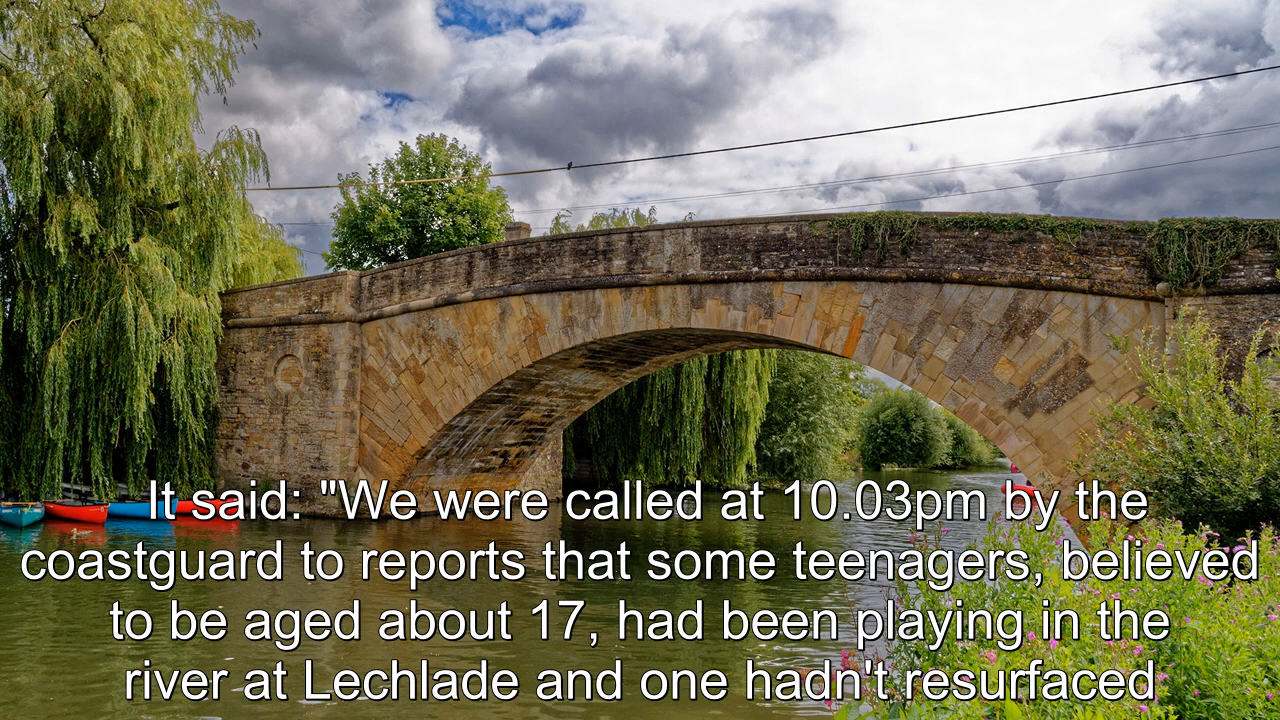 It said: "We were called at 10.03pm by the
coastguard to reports that some teenagers, believed
to be aged about 17, had been playing in the
river at Lechlade and one hadn't resurfaced